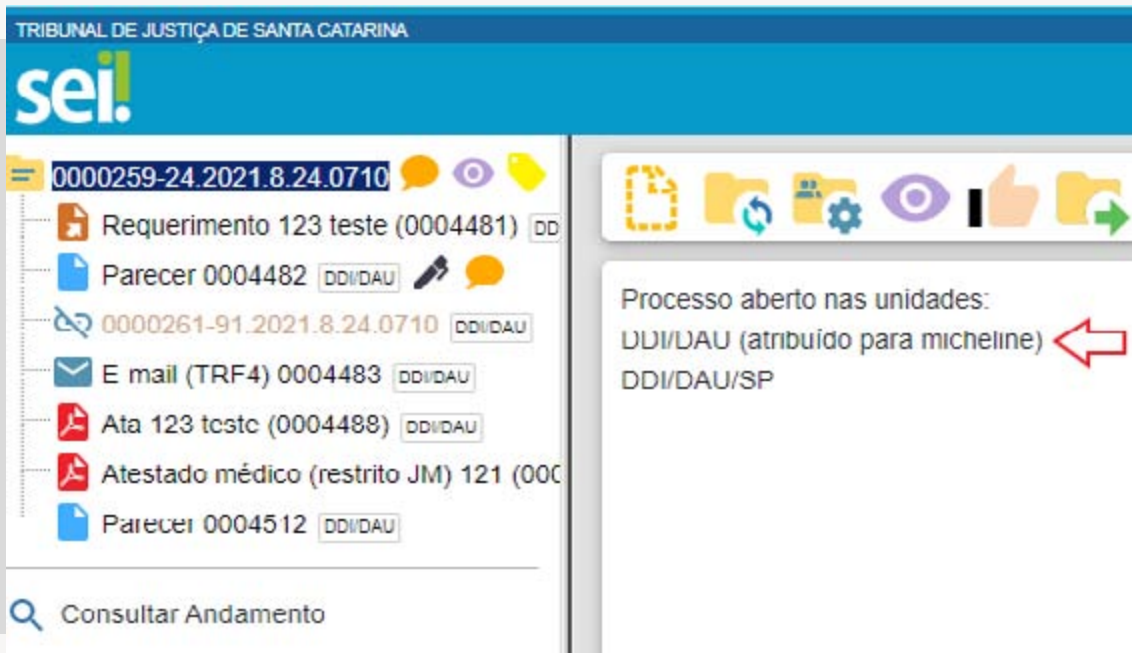 TRIBUNAL DE JUSTIÇA DE SANTA CATARINA
sei!
0000259-24.2021.8.24.0710
Requerimento 123 teste (0004481) DD
Parecer 0004482 DDI/DAU
0000261-91.2021.8.24.0710 DDI/DAU
E mail (TRF4) 0004483 DDI/DAU
Ata 123 teste (0004488) DDI/DAU
Atestado médico (restrito JM) 121 (000
Parecer 0004512 DDI/DAU
Consultar Andamento
Processo aberto nas unidades:
DDI/DAU (atribuído para micheline)
DDI/DAU/SP